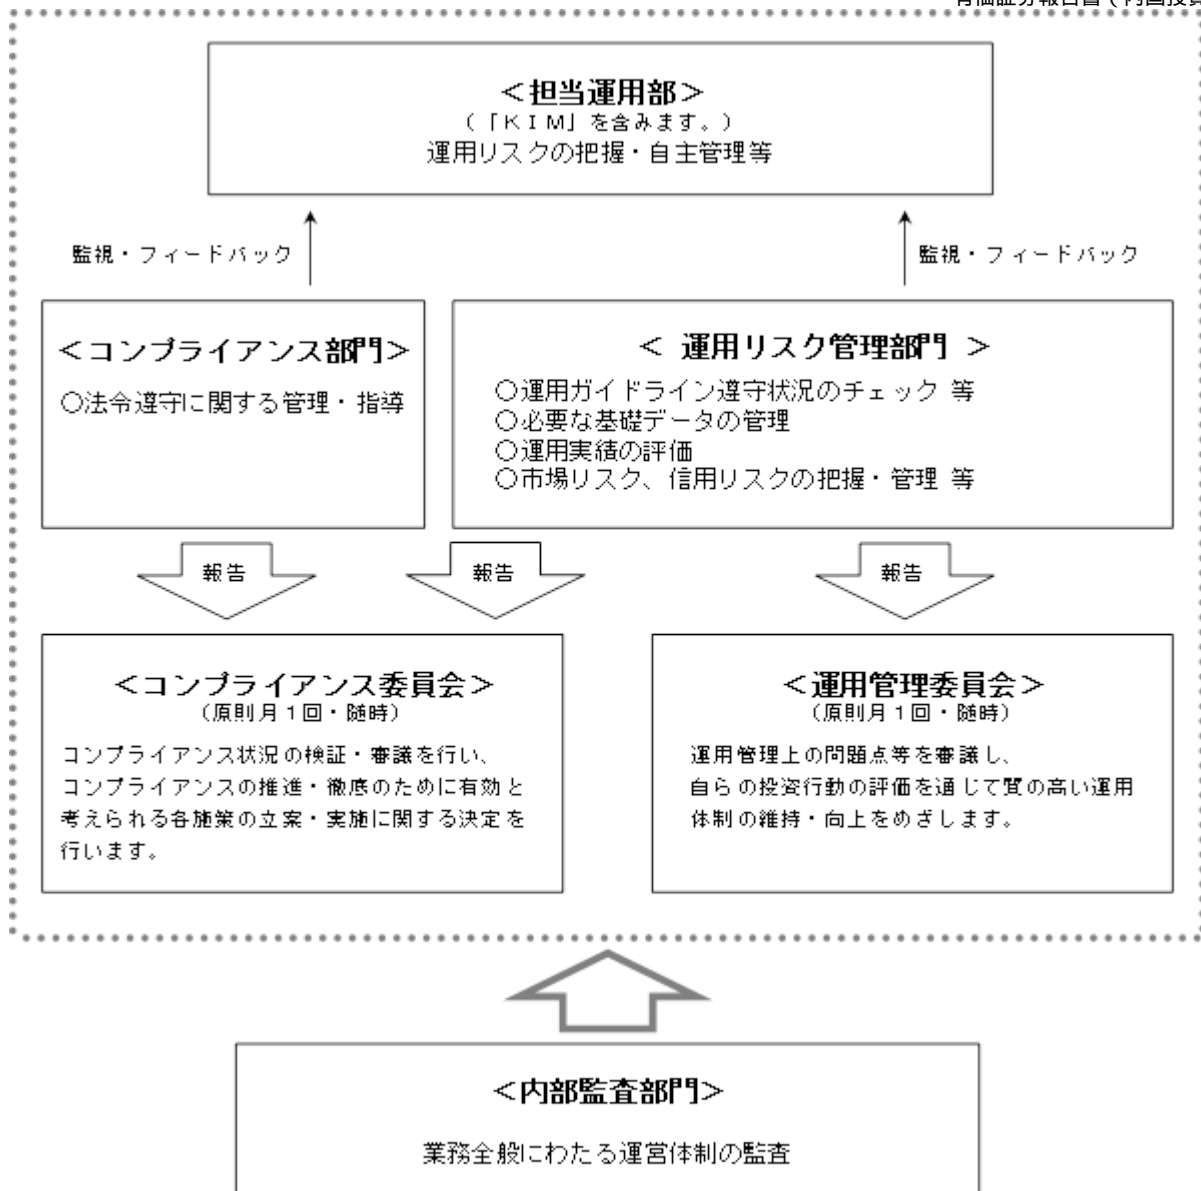 ＜担当運用部＞
（「ＫＩＭ」を含みます。）
運用リスクの把握・自主管理等
監視・フィードバック
監視・フィードバック
＜コンプライアンス部門＞
○法令遵守に関する管理・指導
＜ 運用リスク管理部門 ＞
○運用ガイドライン遵守状況のチェック 等
○必要な基礎データの管理
○運用実績の評価
○市場リスク、信用リスクの把握・管理 等
報告
報告
報告
＜コンプライアンス委員会＞
（原則月１回・随時）
コンプライアンス状況の検証・審議を行い、
コンプライアンスの推進・徹底のために有効と
考えられる各施策の立案・実施に関する決定を
行います。
＜運用管理委員会＞
（原則月１回・随時）
運用管理上の問題点等を審議し、
自らの投資行動の評価を通じて質の高い運用
体制の維持・向上をめざします。
＜内部監査部門＞
業務全般にわたる運営体制の監査